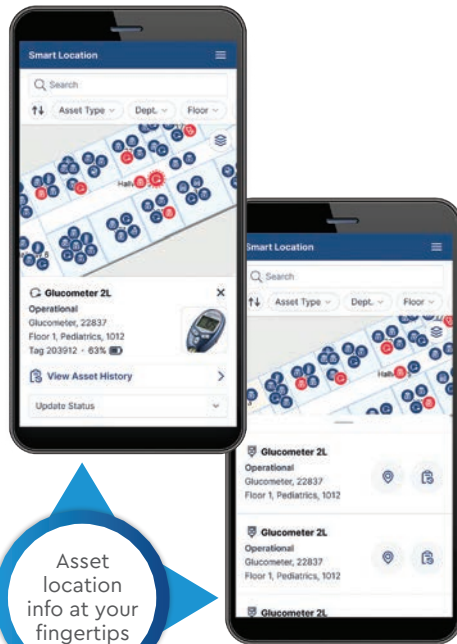 Smart Location
Search
Asset Type
Dept.
Floor
Glucometer 2L
Operational
Glucometer, 22837
Floor 1, Pediatrics, 1012
Tag 203912 · 63%
View Asset History
Update Status
Smart Location
Search
Asset Type
Dept.
Floor
Glucometer 2L
Operational
Glucometer, 22837
Floor 1, Pediatrics, 1012
Glucometer 2L
Operational
Glucometer, 22837
Floor 1, Pediatrics, 1012
Glucometer 2L
Asset
location
info at your
fingertips